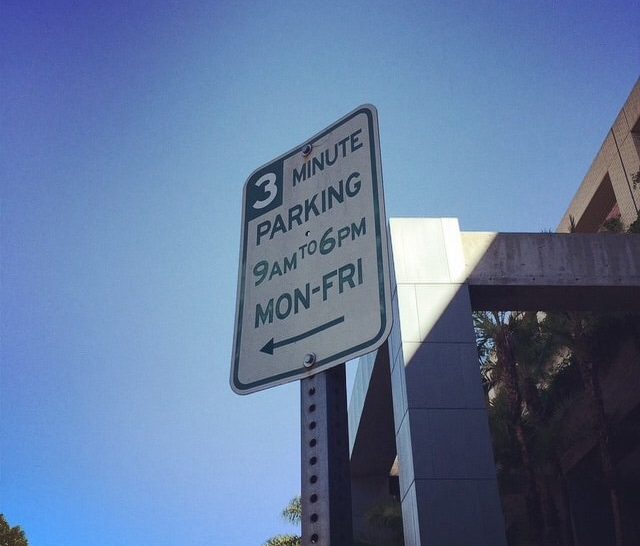 3 MINUTE
PARKING
9AM TO 6PM
MON-FRI